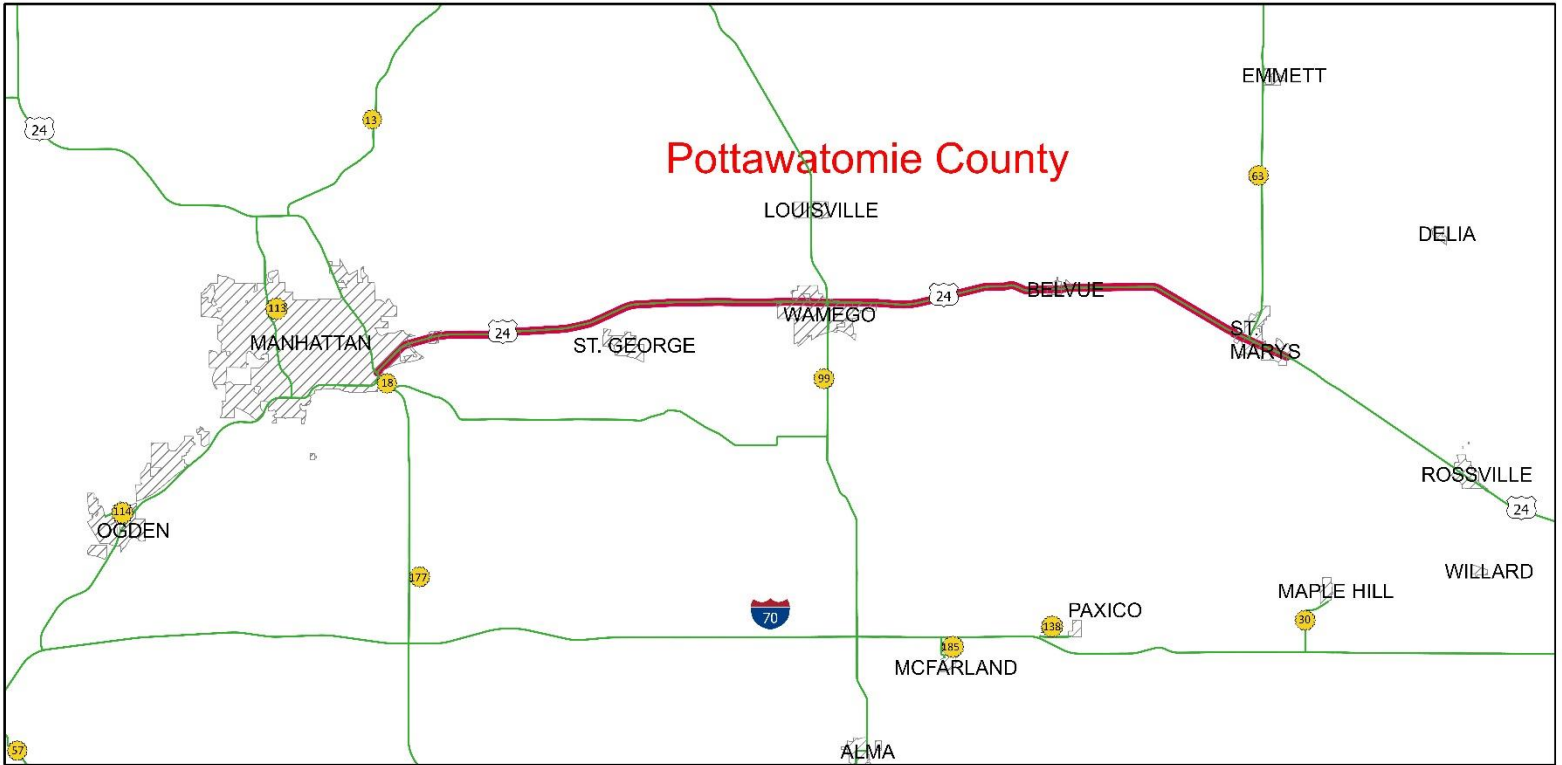 EMMETT
13
24
Pottawatomie County
63
LOUISVILLE
DELIA
24
BELVUE
113
WAMEGO
24
ST.
MARYS
MANHATTAN
ST. GEORGE
18
99
ROSSVILLE
24
114
OGDEN
177
WILLARD
MAPLE HILL
70
PAXICO
138
30
185
MCFARLAND
57
ALMA